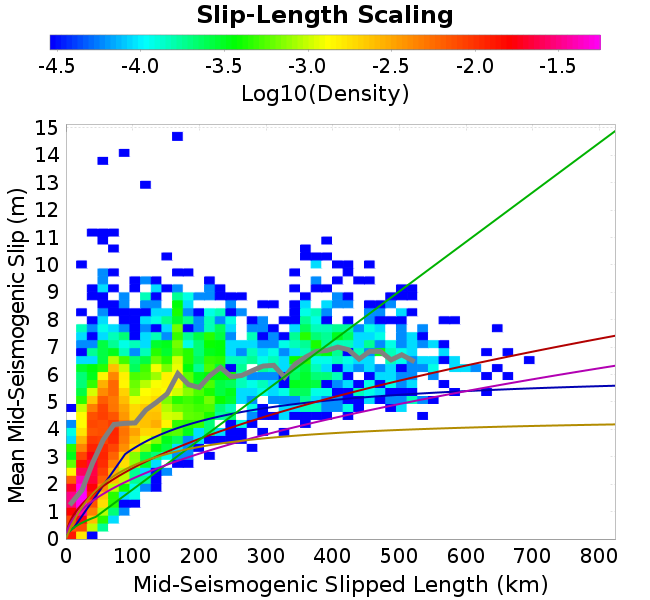 Slip-Length Scaling
-4.5 -4.0 -3.5 -3.0 -2.5 -2.0 -1.5
Log10(Density)
15
14
13
12
11
10
9
8
7
6
5
4
3
2
1
0
Mean Mid-Seismogenic Slip (m)
0 100 200 300 400 500 600 700 800
Mid-Seismogenic Slipped Length (km)